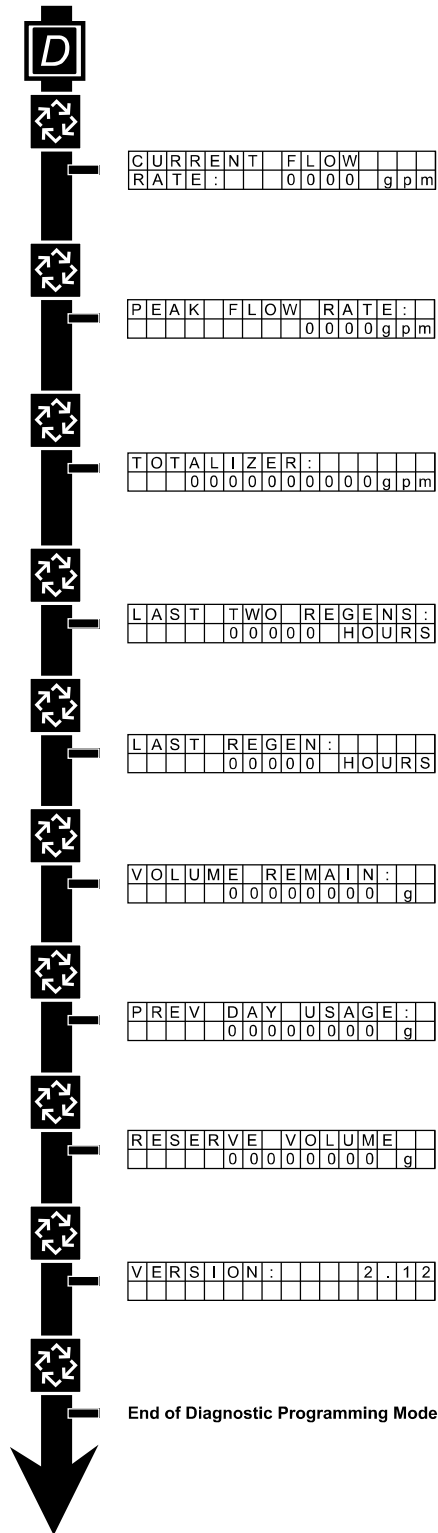 D
CURRENT FLOW
RATE: 0000 gpm
PEAK FLOW RATE:
0000gpm
TOTALIZER:
0000000000gpm
LAST TWO REGENS:
00000 HOURS
LAST REGEN:
00000 HOURS
VOLUME REMAIN:
00000000 g
PREV DAY USAGE:
00000000 g
RESERVE VOLUME
00000000 g
VERSION: 2.12
End of Diagnostic Programming Mode